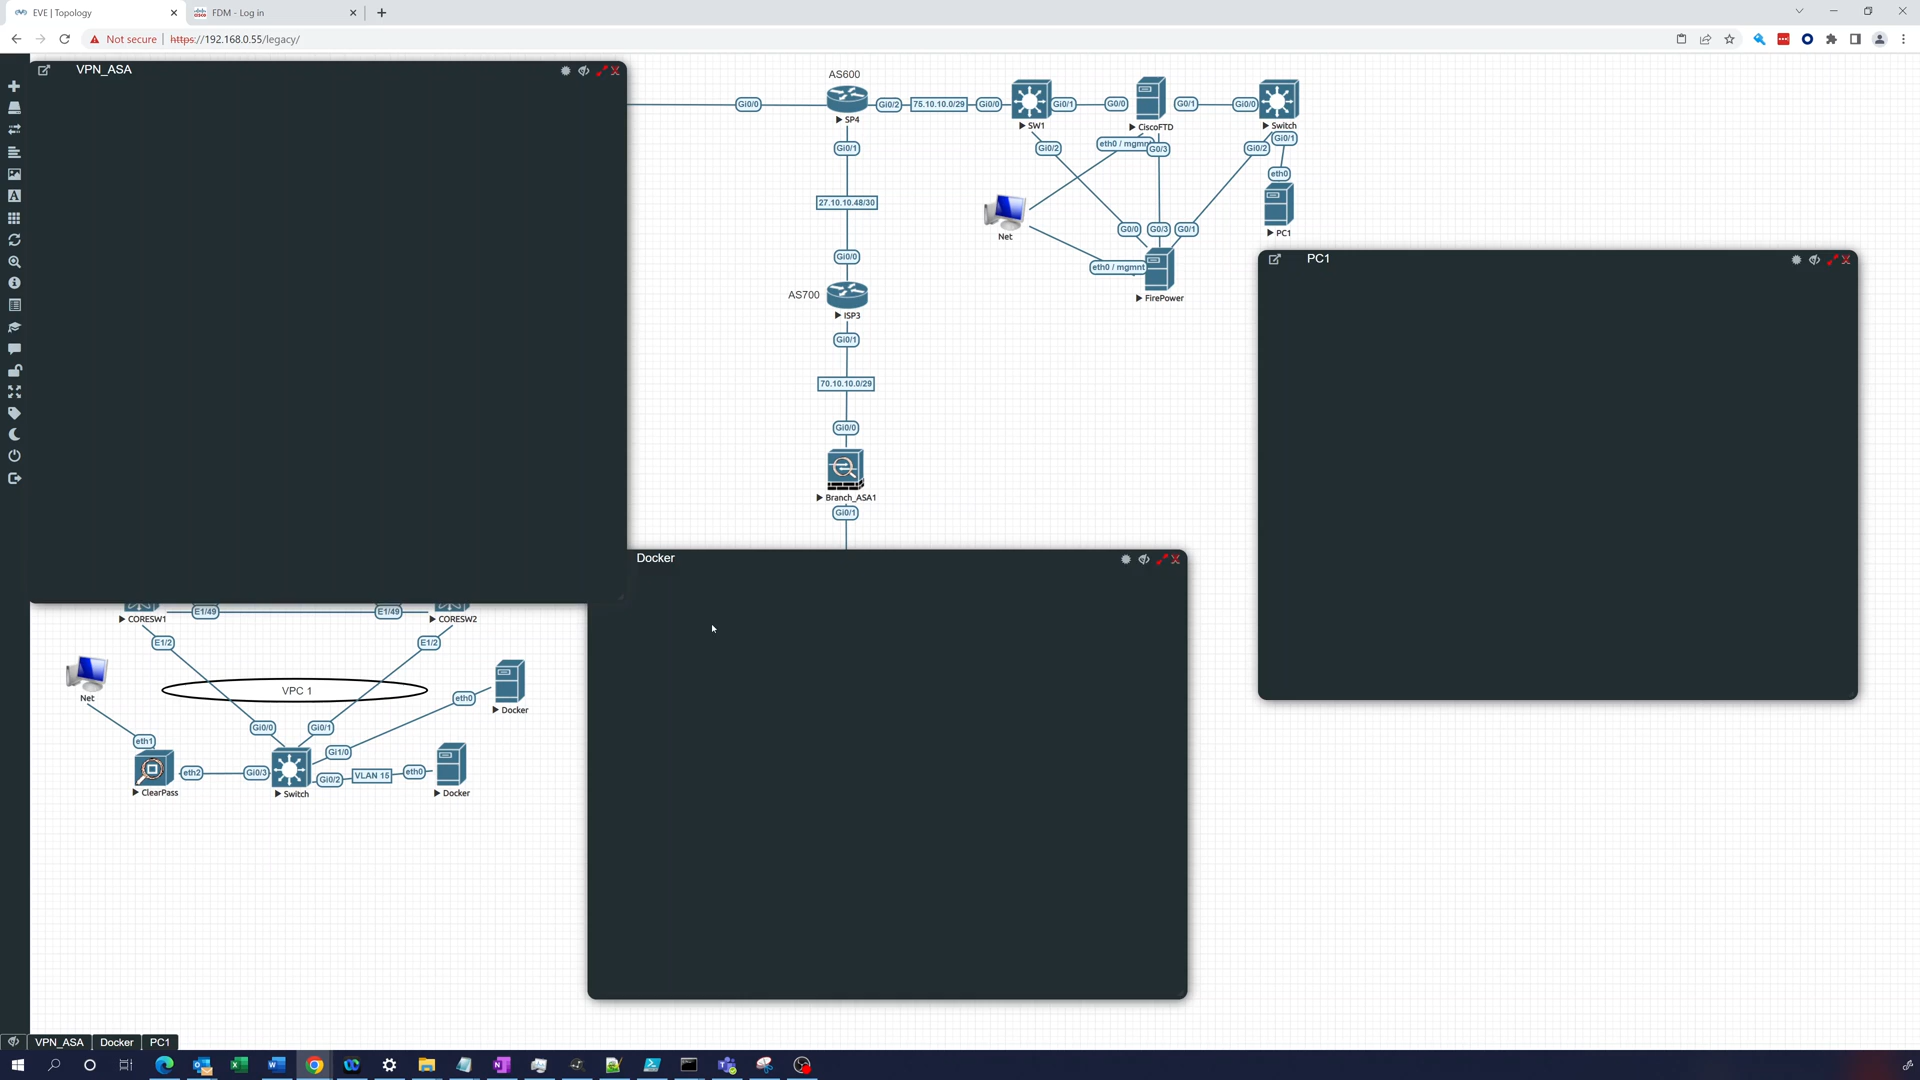 EVE | Topology
FDM - Log in
Not secure
https://192.168.0.55/legacy/
VPN_ASA
AS600
Gi0/0
SP4
Gi0/2
75.10.10.0/29
Gi0/0
SW1
Gi0/1
G0/0
CiscoFTD
G0/1
Gi0/0
Switch
Gi0/1
Gi0/1
Gi0/2
eth0 / mgmn
G0/3
Gi0/2
eth0
PC1
27.10.10.48/30
Net
G0/0
G0/3
G0/1
Gi0/0
eth0 / mgmnt
FirePower
AS700
ISP3
Gi0/1
70.10.10.0/29
Gi0/0
Branch_ASA1
Gi0/1
PC1
Docker
E1/49
E1/49
CORESW1
CORESW2
E1/2
E1/2
Net
VPC 1
eth0
Docker
Gi0/0
Gi0/1
eth1
Gi1/0
eth2
Gi0/3
Gi0/2
VLAN 15
eth0
ClearPass
Switch
Docker
VPN_ASA
Docker
PC1